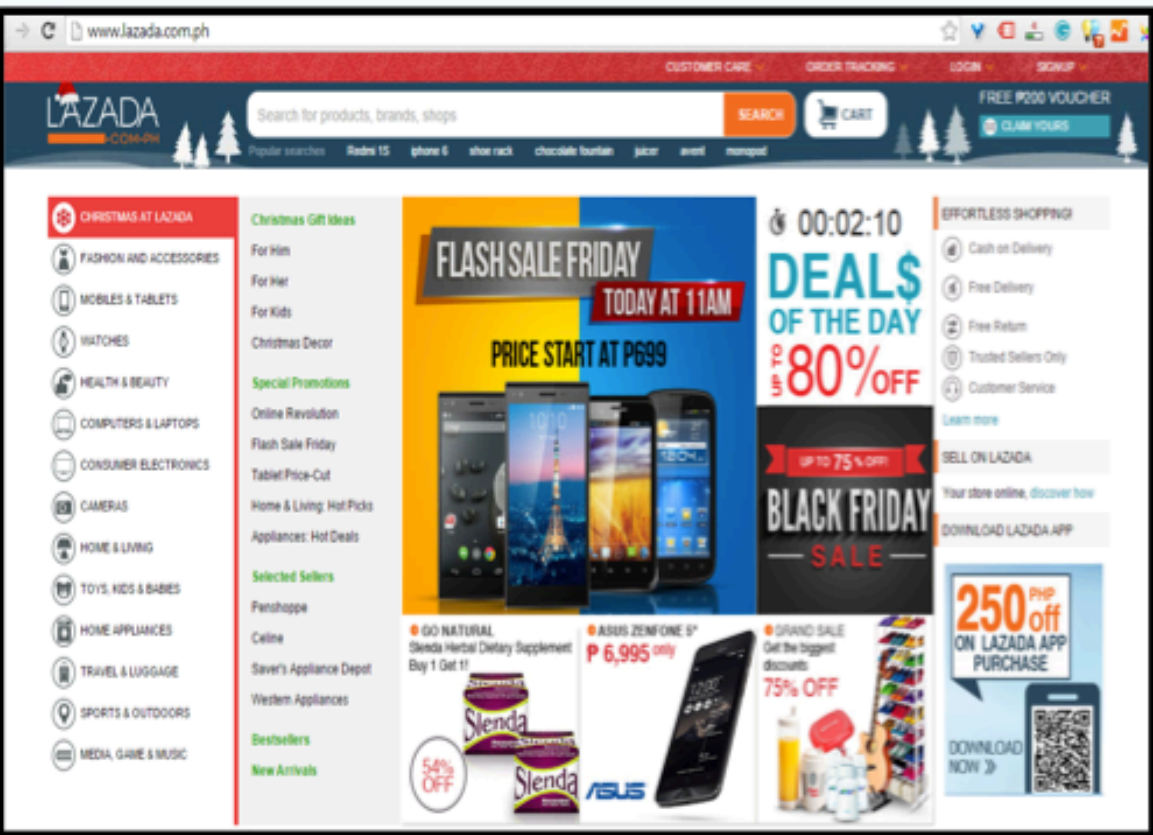 www.lazada.com.ph
CUSTOMER CARE
ORDER TRACKING
LOGIN
SIGNUP
LAZADA
.COM.PH
Search for products, brands, shops
SEARCH
CART
FREE ₱200 VOUCHER
CLAIM YOURS
Popular searches Redmi 1S iphone 6 shoe rack chocolate fountain juicer avent monopod
CHRISTMAS AT LAZADA
FASHION AND ACCESSORIES
MOBILES & TABLETS
WATCHES
HEALTH & BEAUTY
COMPUTERS & LAPTOPS
CONSUMER ELECTRONICS
CAMERAS
HOME & LIVING
TOYS, KIDS & BABIES
HOME APPLIANCES
TRAVEL & LUGGAGE
SPORTS & OUTDOORS
MEDIA, GAME & MUSIC
Christmas Gift Ideas
For Him
For Her
For Kids
Christmas Decor
Special Promotions
Online Revolution
Flash Sale Friday
Tablet Price-Cut
Home & Living: Hot Picks
Appliances: Hot Deals
Selected Sellers
Penshoppe
Celine
Saver's Appliance Depot
Western Appliances
Bestsellers
New Arrivals
FLASH SALE FRIDAY
TODAY AT 11AM
PRICE START AT P699
10:10
12:04
00:02:10
DEAL$
OF THE DAY
UP TO
80% OFF
UP TO 75% OFF!
BLACK FRIDAY
SALE
GO NATURAL
Slenda Herbal Dietary Supplement
Buy 1 Get 1!
Slenda
Slenda
54%
OFF
ASUS ZENFONE 5"
₱ 6,995 only
12:00
ASUS
GRAND SALE
Get the biggest
discounts
75% OFF
EFFORTLESS SHOPPING!
Cash on Delivery
Free Delivery
Free Return
Trusted Sellers Only
Customer Service
Learn more
SELL ON LAZADA
Your store online, discover how
DOWNLOAD LAZADA APP
250 PHP off
ON LAZADA APP
PURCHASE
DOWNLOAD
NOW